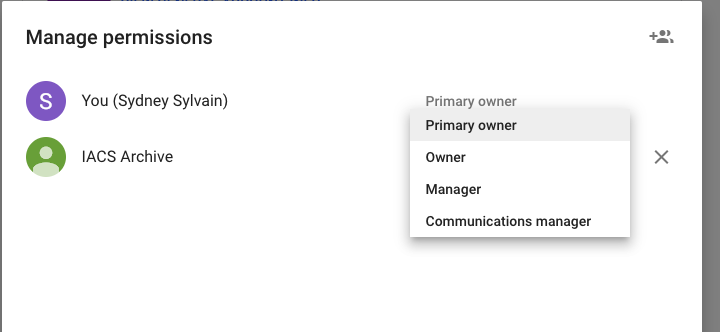 Manage permissions
S
You (Sydney Sylvain)
Primary owner
Primary owner
IACS Archive
Owner
Manager
Communications manager